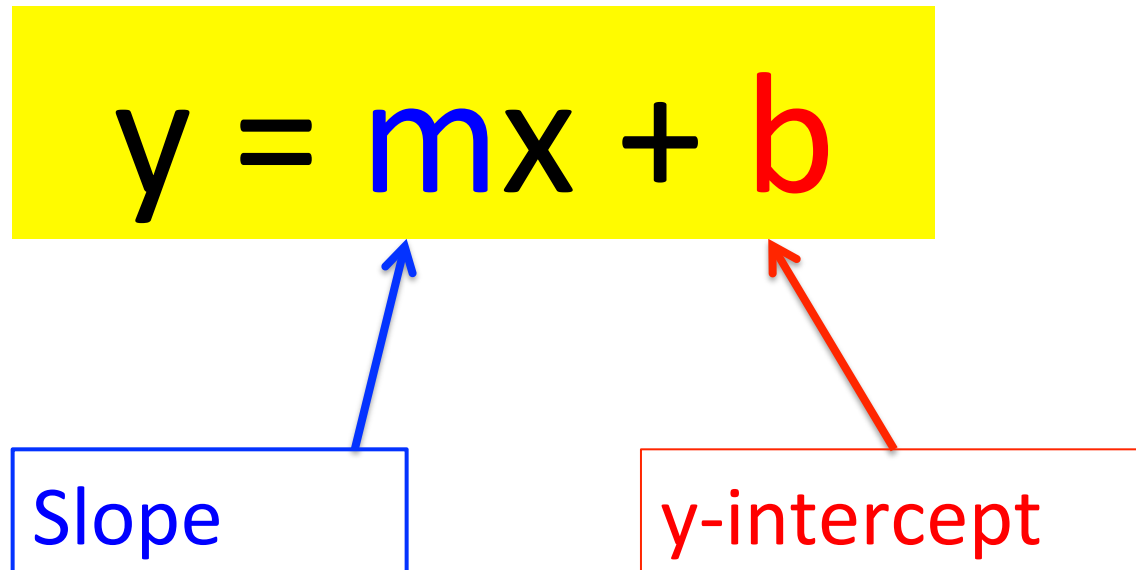 y = mx + b
Slope
y-intercept